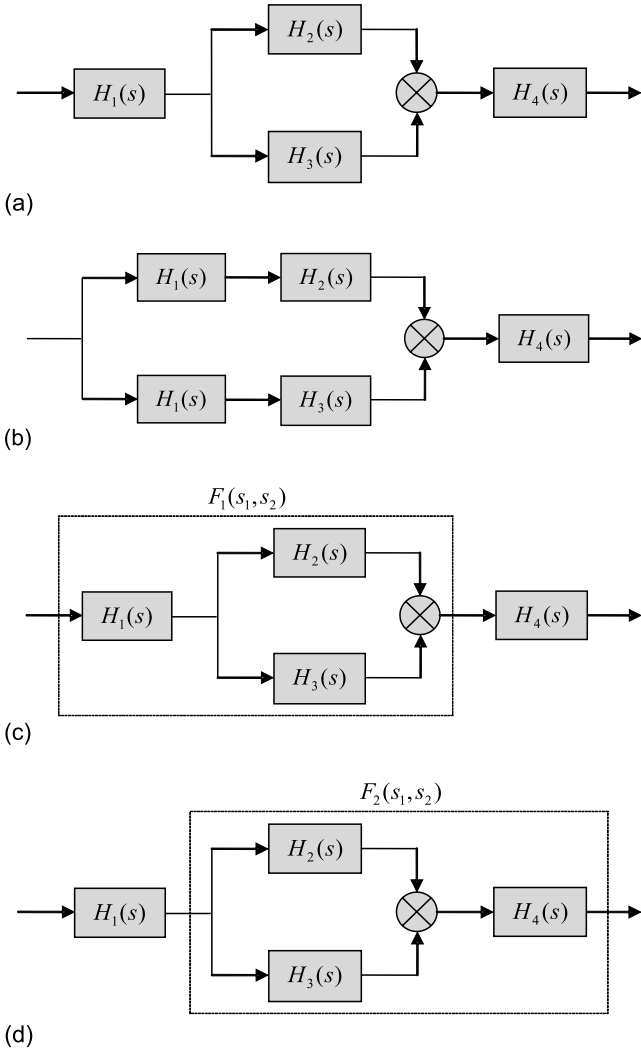 H₂(s)
H₁(s)
H₄(s)
H₃(s)
(a)
H₁(s) H₂(s)
H₄(s)
H₁(s) H₃(s)
(b)
F₁(s₁,s₂)
H₂(s)
H₁(s)
H₄(s)
H₃(s)
(c)
F₂(s₁,s₂)
H₂(s)
H₁(s)
H₄(s)
H₃(s)
(d)